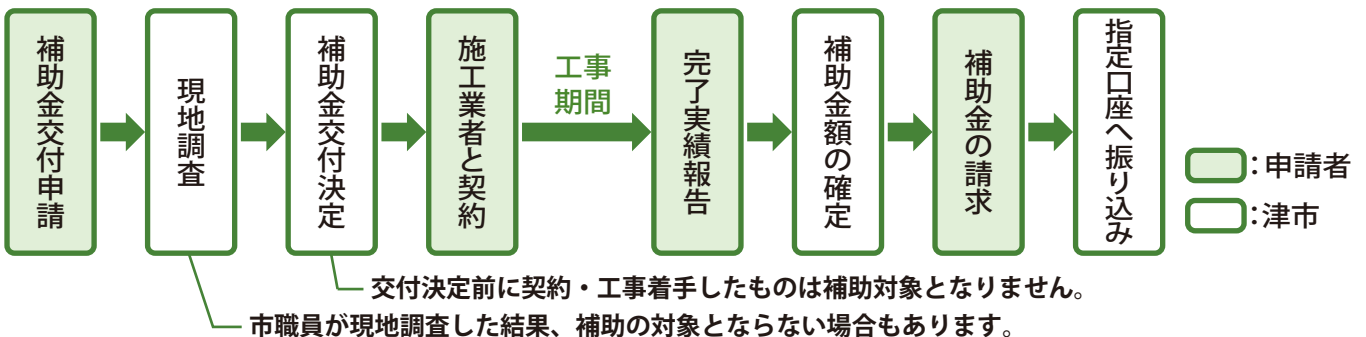 補助金交付申請
現地調査
補助金交付決定
施工業者と契約
工事
期間
完了実績報告
補助金額の確定
補助金の請求
指定口座へ振り込み
：申請者
：津市
交付決定前に契約・工事着手したものは補助対象となりません。
市職員が現地調査した結果、補助の対象とならない場合もあります。